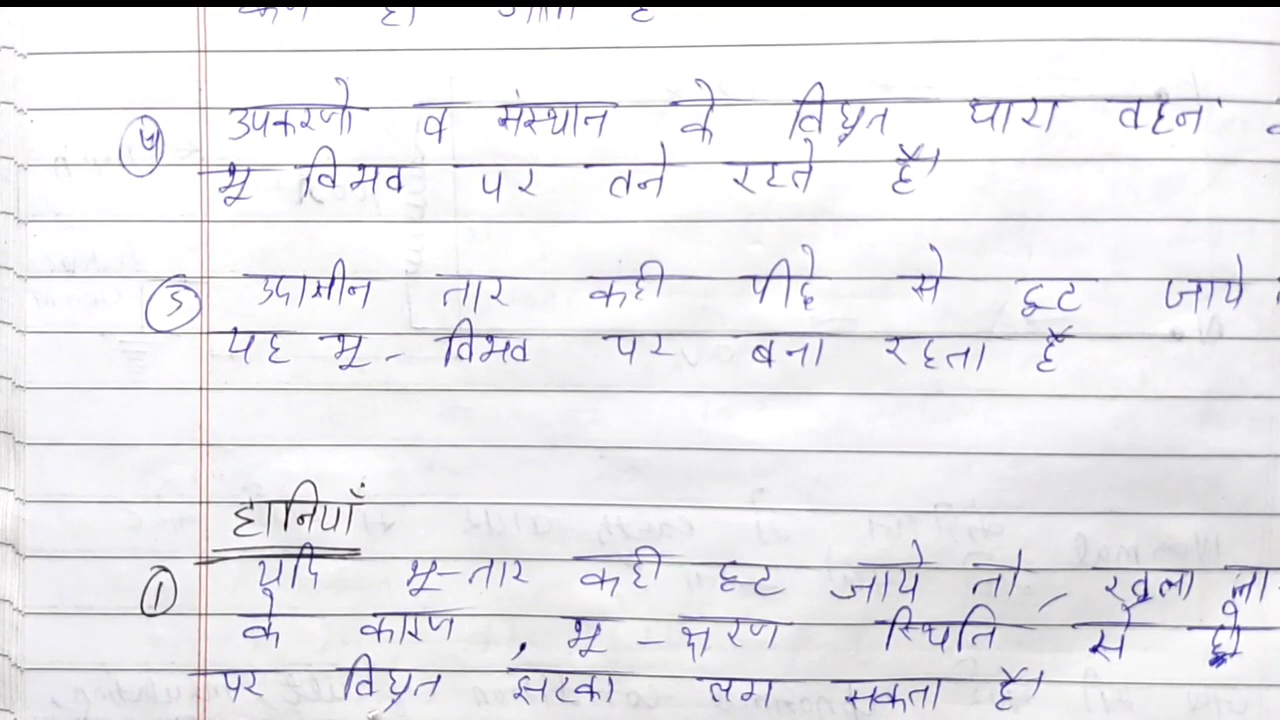 ④ उपकरणो व संस्थान के विधुत धारा वहन
भू विभव पर वने रहते है।
⑤ उदासीन तार कही पीछे से टूट जाये
यह भू - विभव पर बना रहता है
हानियाँ:
① यदि भू-तार कही टूट जाये तो, खुला
के कारण, भू-क्षरण स्थिति से
पर विधुत झटका लग सकता है।